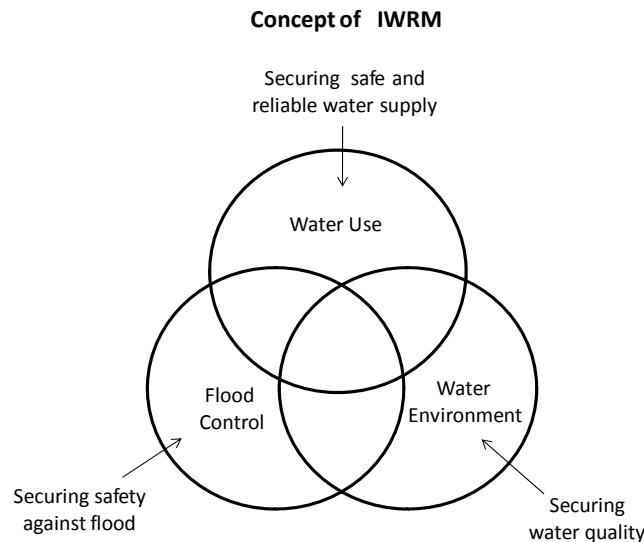 Concept of IWRM
Securing safe and
reliable water supply
Water Use
Flood
Control
Water
Environment
Securing safety
against flood
Securing
water quality